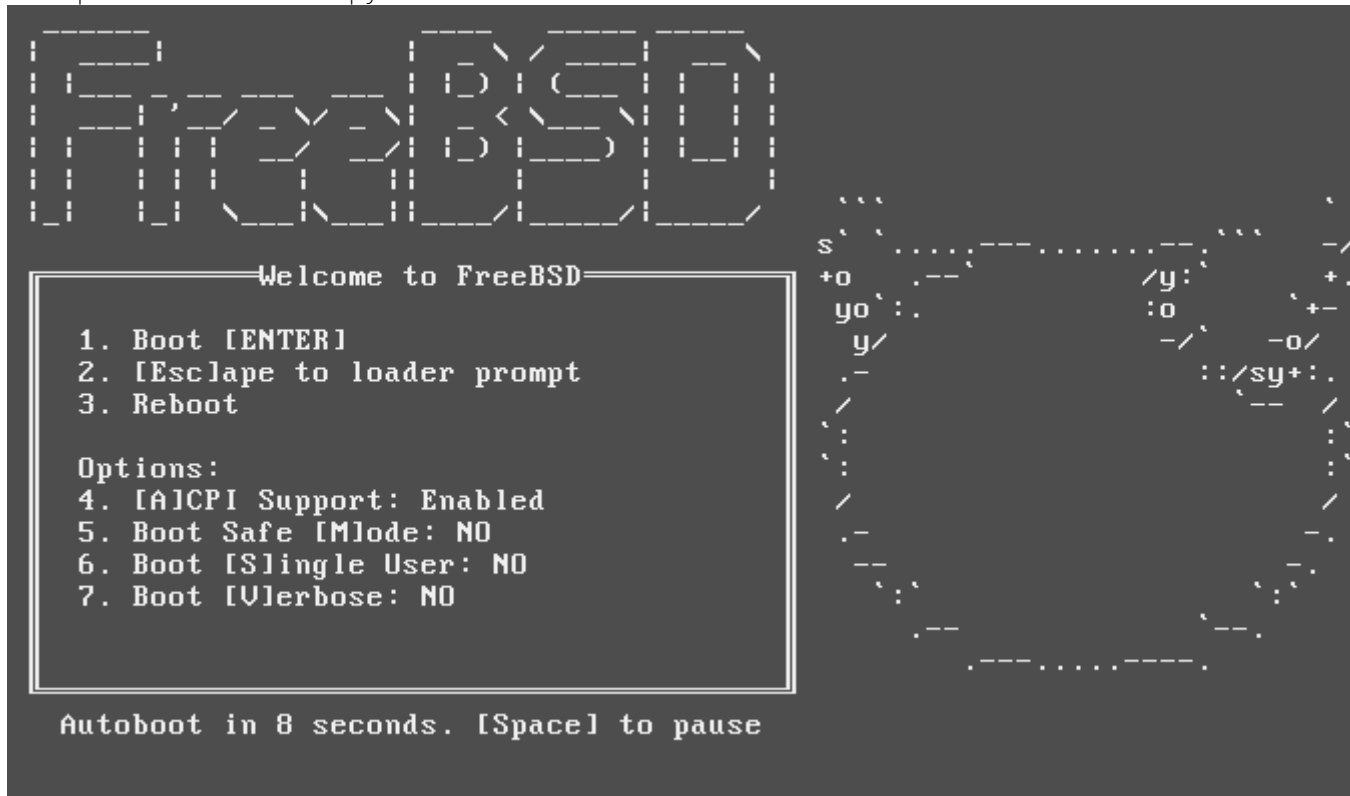 FreeBSD
Welcome to FreeBSD
1. Boot [ENTER]
2. [Esc]ape to loader prompt
3. Reboot
Options:
4. [A]CPI Support: Enabled
5. Boot Safe [M]ode: NO
6. Boot [S]ingle User: NO
7. Boot [V]erbose: NO
Autoboot in 8 seconds. [Space] to pause